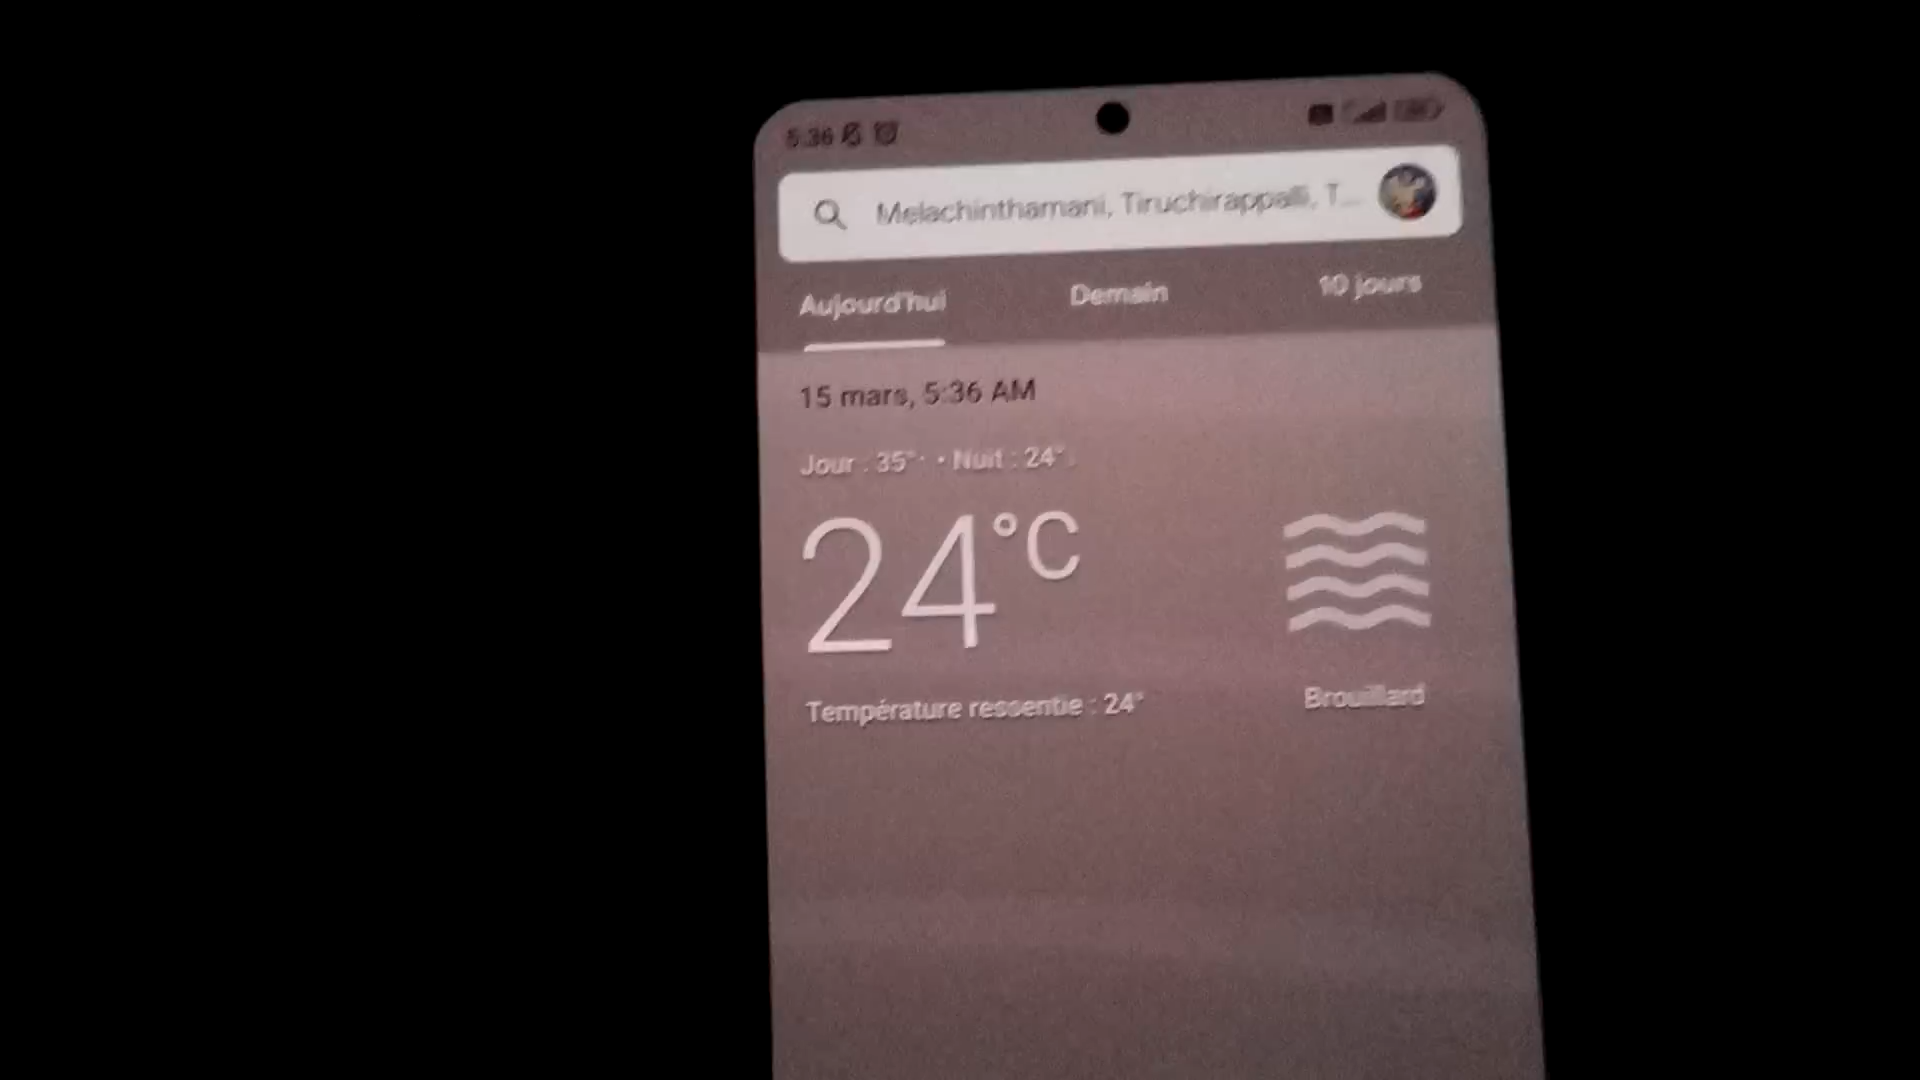 5:36
Melachinthamani, Tiruchirappalli, T...
Aujourd'hui Demain 10 jours
15 mars, 5:36 AM
Jour : 35° · Nuit : 24°
24°C
Température ressentie : 24°
Brouillard